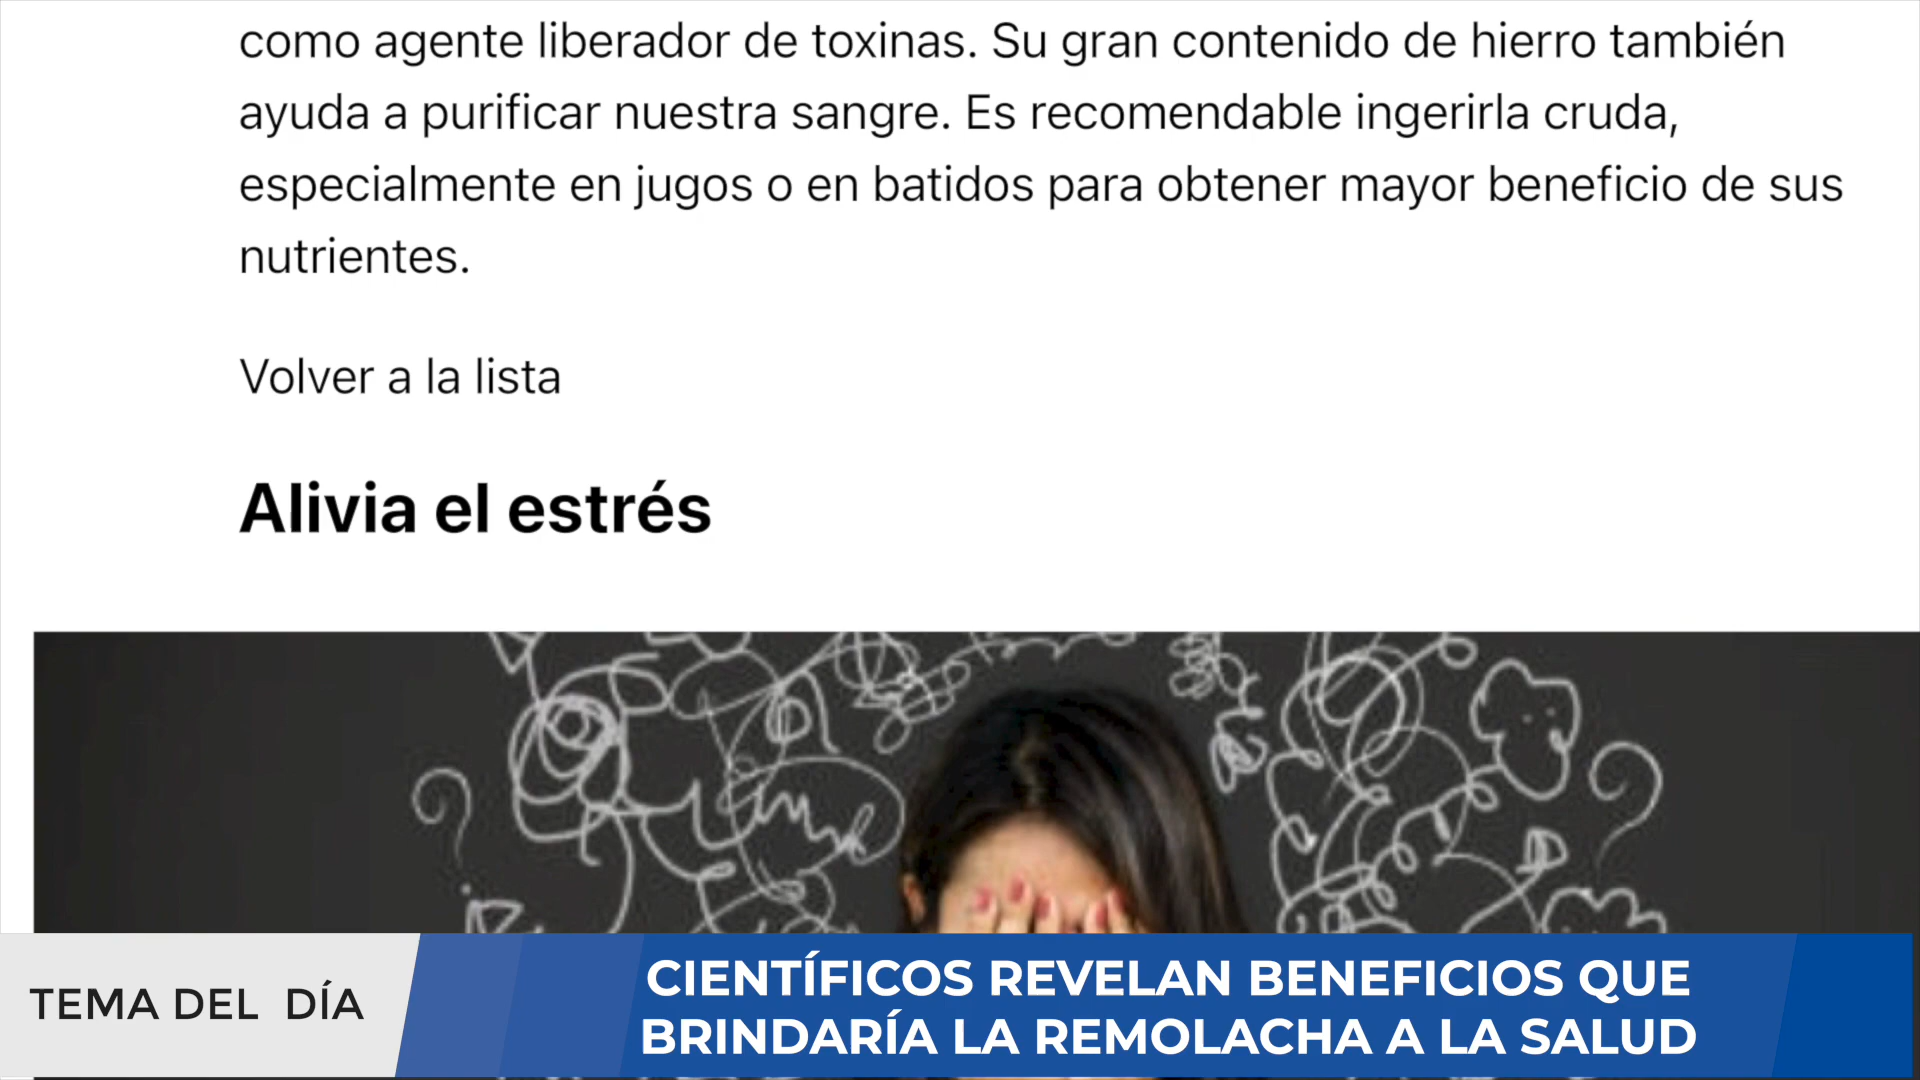 como agente liberador de toxinas. Su gran contenido de hierro también
ayuda a purificar nuestra sangre. Es recomendable ingerirla cruda,
especialmente en jugos o en batidos para obtener mayor beneficio de sus
nutrientes.
Volver a la lista
Alivia el estrés
TEMA DEL DÍA
CIENTÍFICOS REVELAN BENEFICIOS QUE
BRINDARÍA LA REMOLACHA A LA SALUD